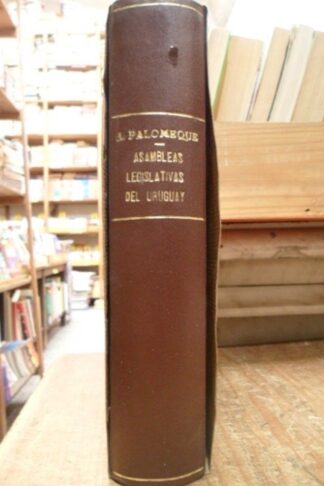 A. PALOMEQUE
ASAMBLEAS
LEGISLATIVAS
DEL URUGUAY